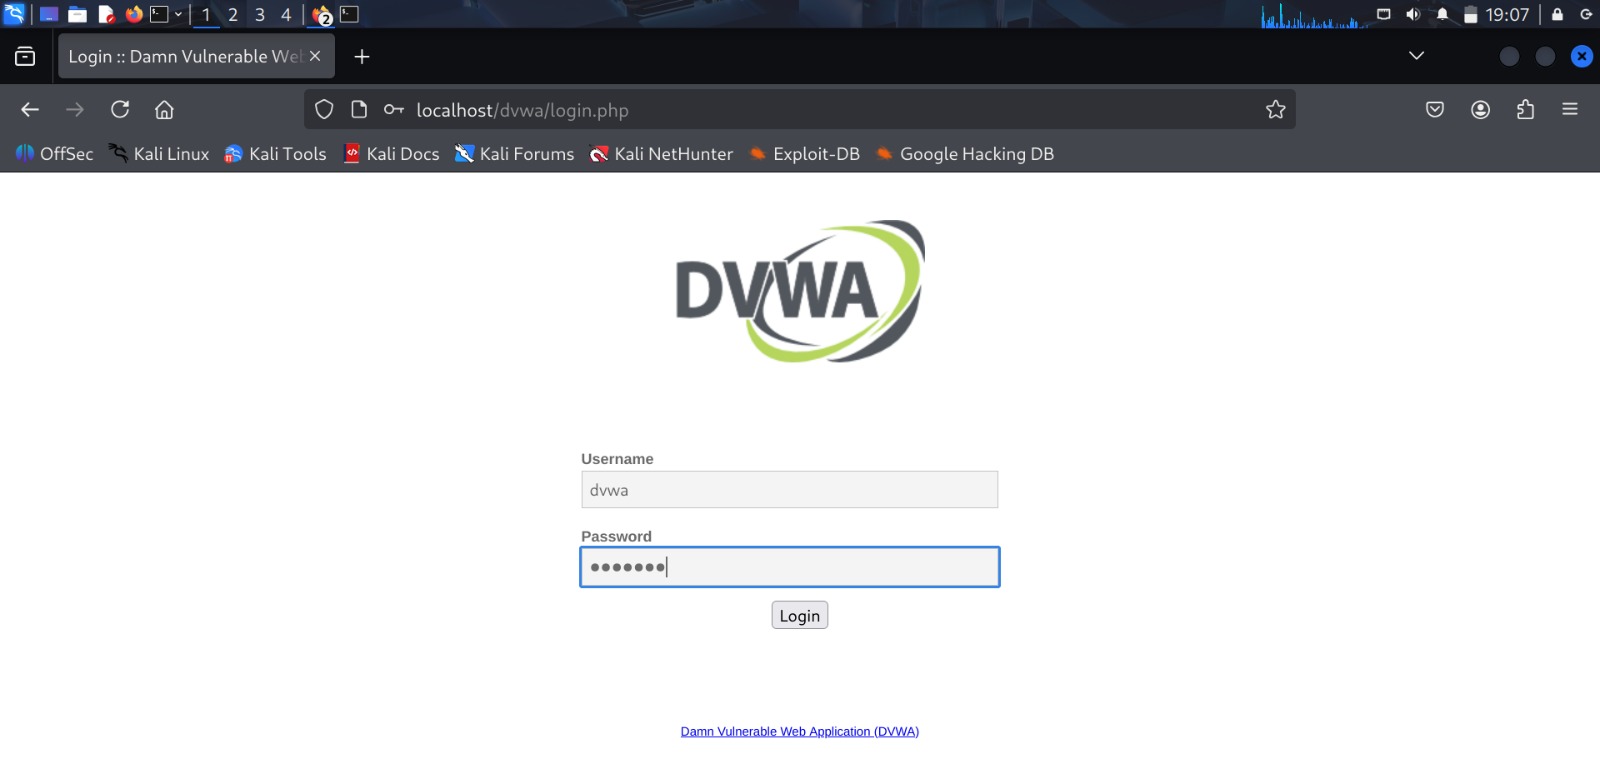 1 2 3 4 2 19:07
Login :: Damn Vulnerable Web
localhost/dvwa/login.php
OffSec Kali Linux Kali Tools Kali Docs Kali Forums Kali NetHunter Exploit-DB Google Hacking DB
DVWA
Username
dvwa
Password
Login
Damn Vulnerable Web Application (DVWA)